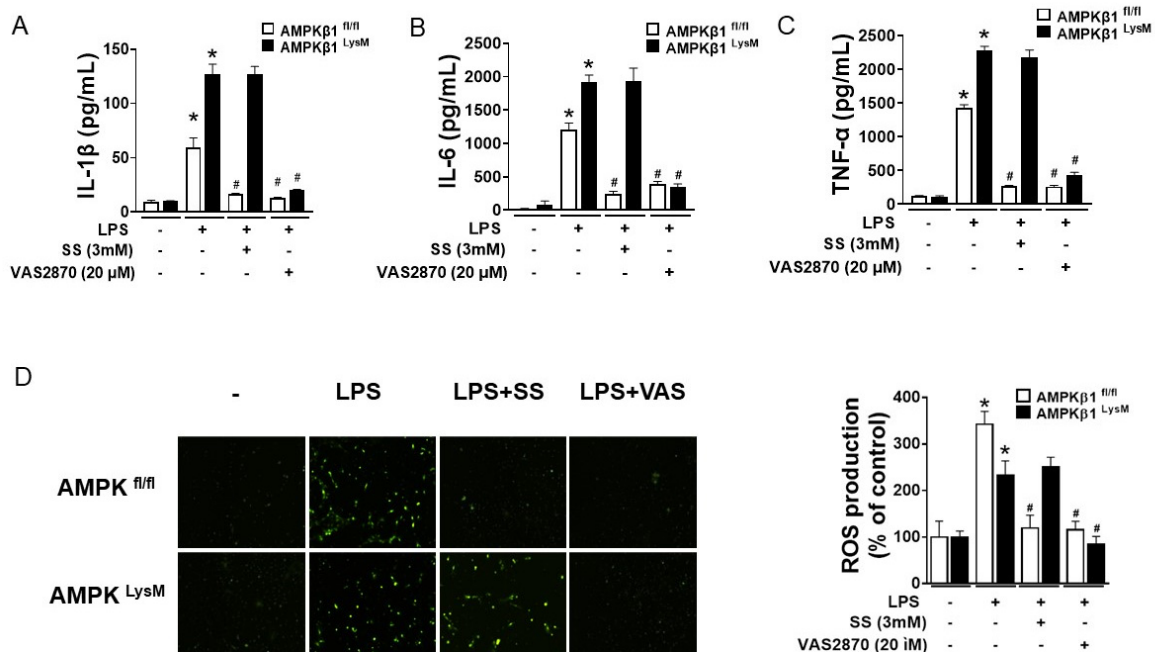 A
AMPKβ1 fl/fl
AMPKβ1 LysM
IL-1β (pg/mL)
150
100
50
0
*
*
#
#
#
LPS - + + +
SS (3mM) - - + -
VAS2870 (20 µM) - - - +
B
AMPKβ1 fl/fl
AMPKβ1 LysM
IL-6 (pg/mL)
2500
2000
1500
1000
500
0
*
*
#
#
#
LPS - + + +
SS (3mM) - - + -
VAS2870 (20 µM) - - - +
C
AMPKβ1 fl/fl
AMPKβ1 LysM
TNF-α (pg/mL)
2500
2000
1500
1000
500
0
*
*
#
#
#
LPS - + + +
SS (3mM) - - + -
VAS2870 (20 µM) - - - +
D
- LPS LPS+SS LPS+VAS
AMPK fl/fl
AMPK LysM
AMPKβ1 fl/fl
AMPKβ1 LysM
ROS production
(% of control)
400
300
200
100
0
*
*
#
#
#
LPS - + + +
SS (3mM) - - + -
VAS2870 (20 iM) - - - +